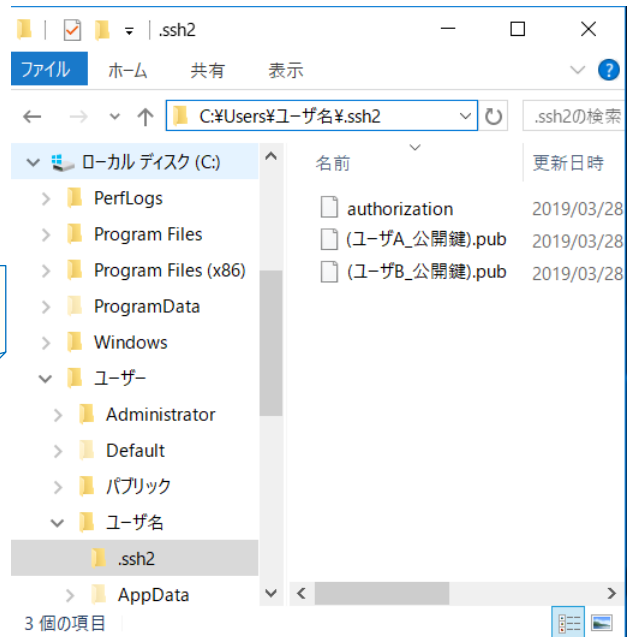 .ssh2
ファイル ホーム 共有 表示
C:¥Users¥ユーザ名¥.ssh2 .ssh2の検索
ローカル ディスク (C:)
PerfLogs
Program Files
Program Files (x86)
ProgramData
Windows
ユーザー
Administrator
Default
パブリック
ユーザ名
.ssh2
AppData
名前 更新日時
authorization 2019/03/28
(ユーザA_公開鍵).pub 2019/03/28
(ユーザB_公開鍵).pub 2019/03/28
3 個の項目